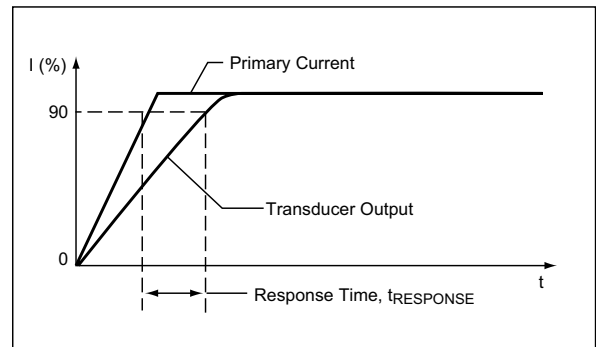 I (%)
Primary Current
90
Transducer Output
0
t
Response Time, tRESPONSE